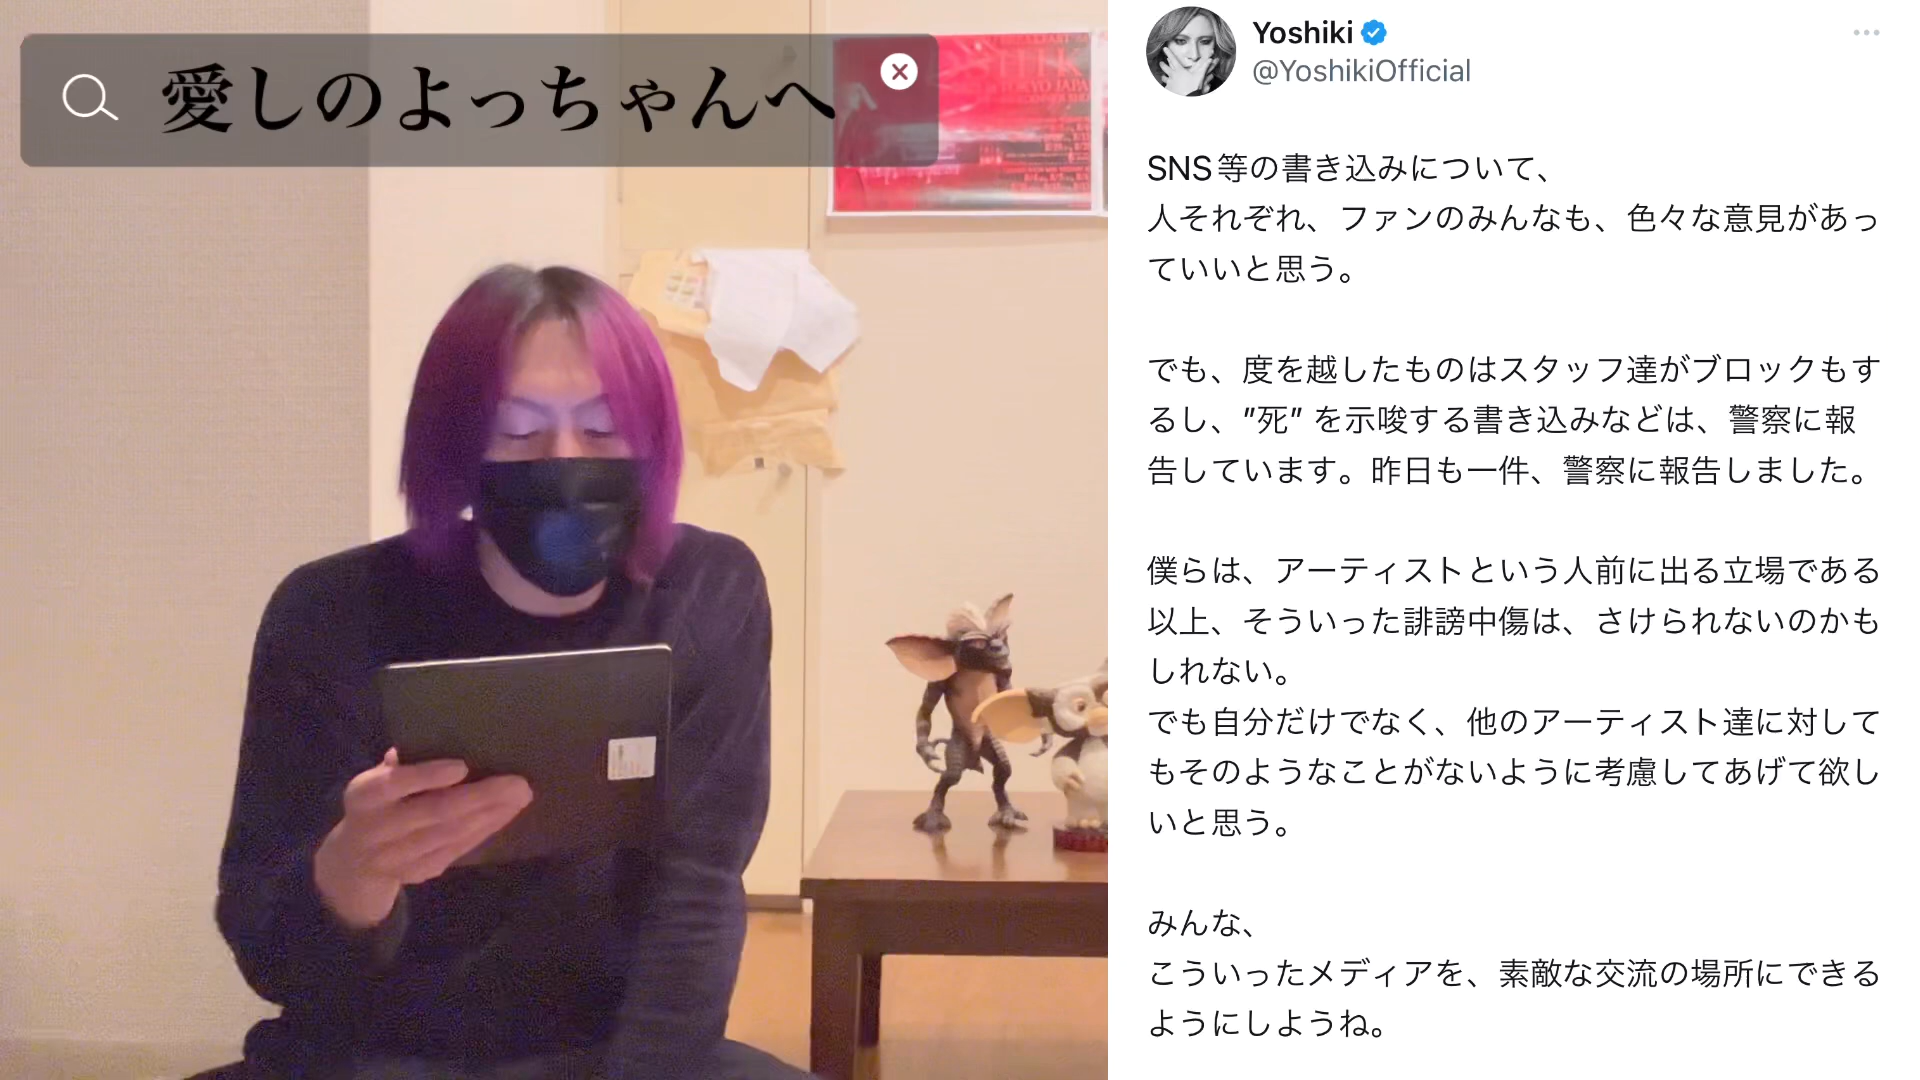 愛しのよっちゃんへ
TOKYO JAPA
Yoshiki
@YoshikiOfficial
SNS等の書き込みについて、
人それぞれ、ファンのみんなも、色々な意見があっ
ていいと思う。
でも、度を越したものはスタッフ達がブロックもす
るし、"死" を示唆する書き込みなどは、警察に報
告しています。昨日も一件、警察に報告しました。
僕らは、アーティストという人前に出る立場である
以上、そういった誹謗中傷は、さけられないのかも
しれない。
でも自分だけでなく、他のアーティスト達に対して
もそのようなことがないように考慮してあげて欲し
いと思う。
みんな、
こういったメディアを、素敵な交流の場所にできる
ようにしようね。